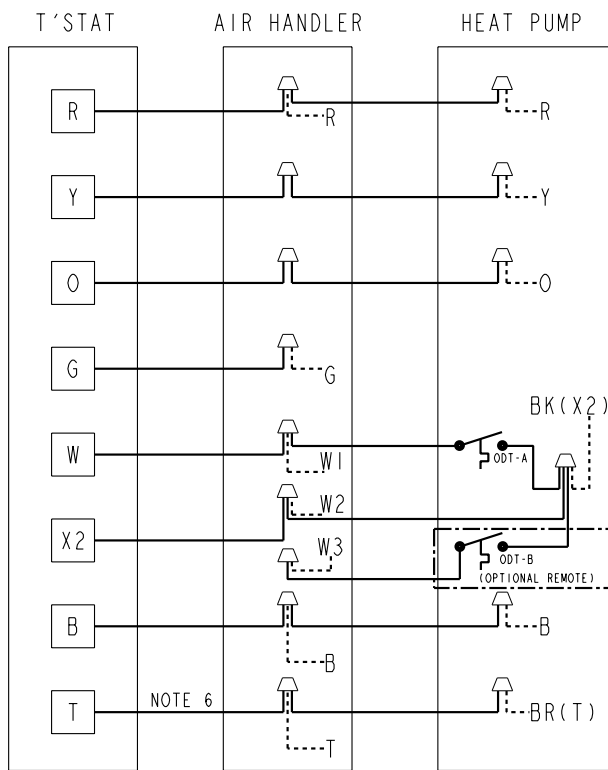 T'STAT AIR HANDLER HEAT PUMP
R R R
Y Y
O O
G G
BK(X2)
W W1 ODT-A
W2
X2 W3 ODT-B
(OPTIONAL REMOTE)
B B B
T NOTE 6 T BR(T)